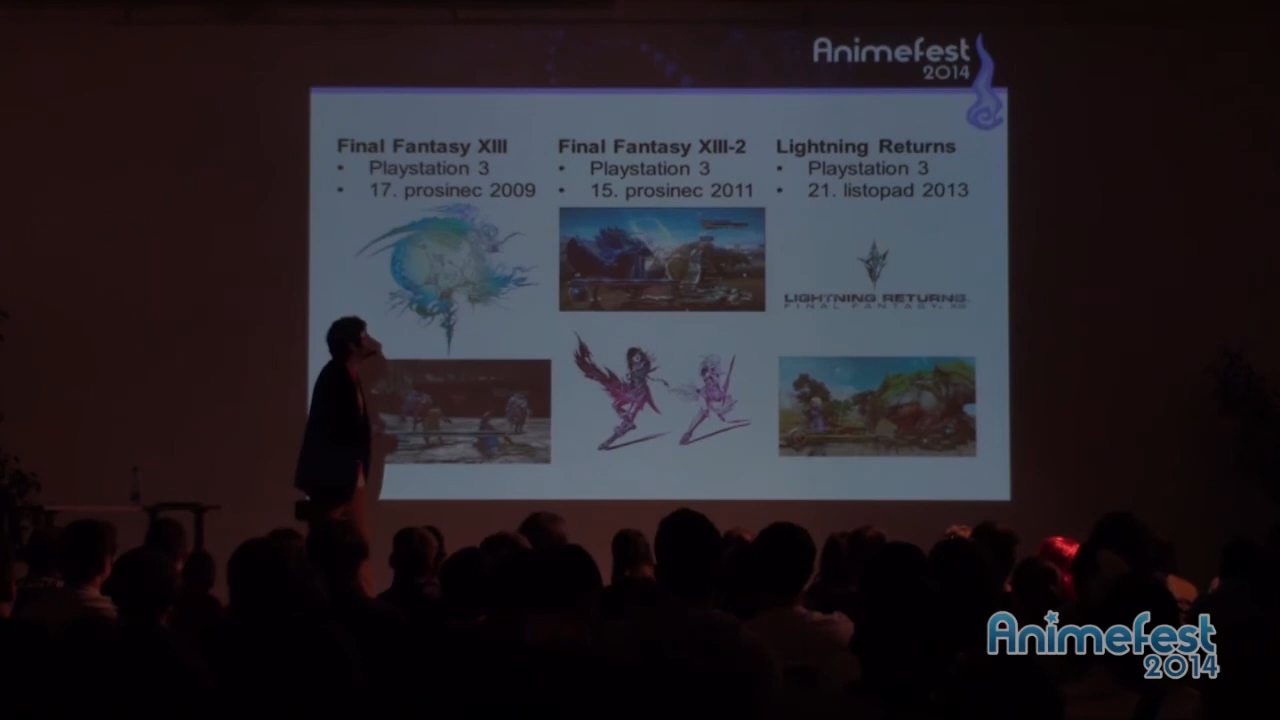 Animefest
2014
Final Fantasy XIII
• Playstation 3
• 17. prosinec 2009
Final Fantasy XIII-2
• Playstation 3
• 15. prosinec 2011
Lightning Returns
• Playstation 3
• 21. listopad 2013
LIGHTNING RETURNS
FINAL FANTASY XIII
Animefest
2014